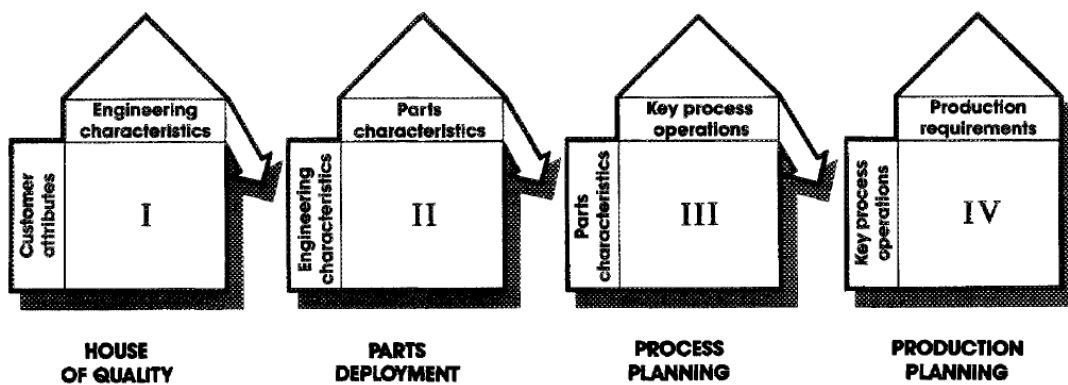 Engineering
characteristics
Customer
attributes
I
HOUSE
OF QUALITY
Parts
characteristics
Engineering
characteristics
II
PARTS
DEPLOYMENT
Key process
operations
Parts
characteristics
III
PROCESS
PLANNING
Production
requirements
Key process
operations
IV
PRODUCTION
PLANNING